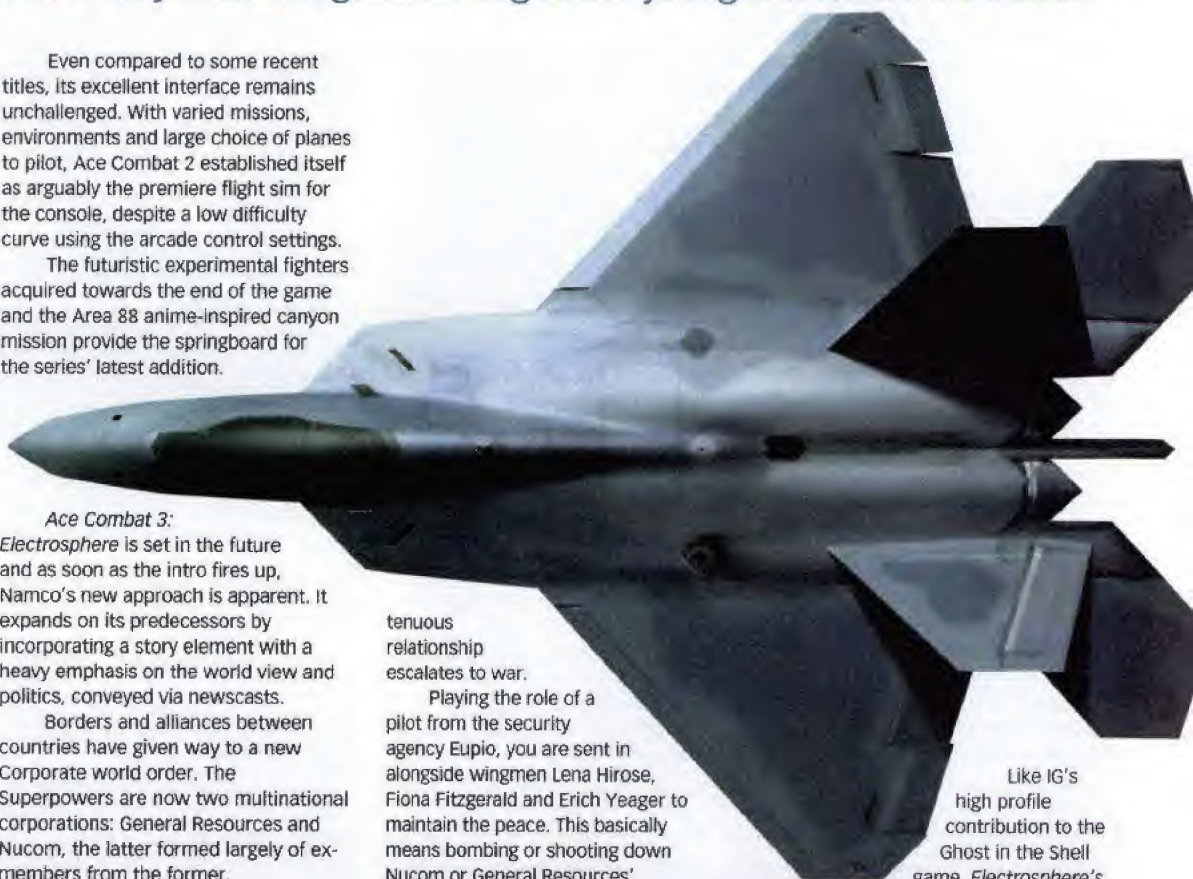 Even compared to some recent
titles, its excellent interface remains
unchallenged. With varied missions,
environments and large choice of planes
to pilot, Ace Combat 2 established itself
as arguably the premiere flight sim for
the console, despite a low difficulty
curve using the arcade control settings.
The futuristic experimental fighters
acquired towards the end of the game
and the Area 88 anime-inspired canyon
mission provide the springboard for
the series' latest addition.
Ace Combat 3:
Electrosphere is set in the future
and as soon as the intro fires up,
Namco's new approach is apparent. It
expands on its predecessors by
incorporating a story element with a
heavy emphasis on the world view and
politics, conveyed via newscasts.
Borders and alliances between
countries have given way to a new
Corporate world order. The
Superpowers are now two multinational
corporations: General Resources and
Nucom, the latter formed largely of ex-
members from the former.
tenuous
relationship
escalates to war.
Playing the role of a
pilot from the security
agency Eupio, you are sent in
alongside wingmen Lena Hirose,
Fiona Fitzgerald and Erich Yeager to
maintain the peace. This basically
means bombing or shooting down
Nucom or General Resources'
Like IG's
high profile
contribution to the
Ghost in the Shell
game, Electrosphere's